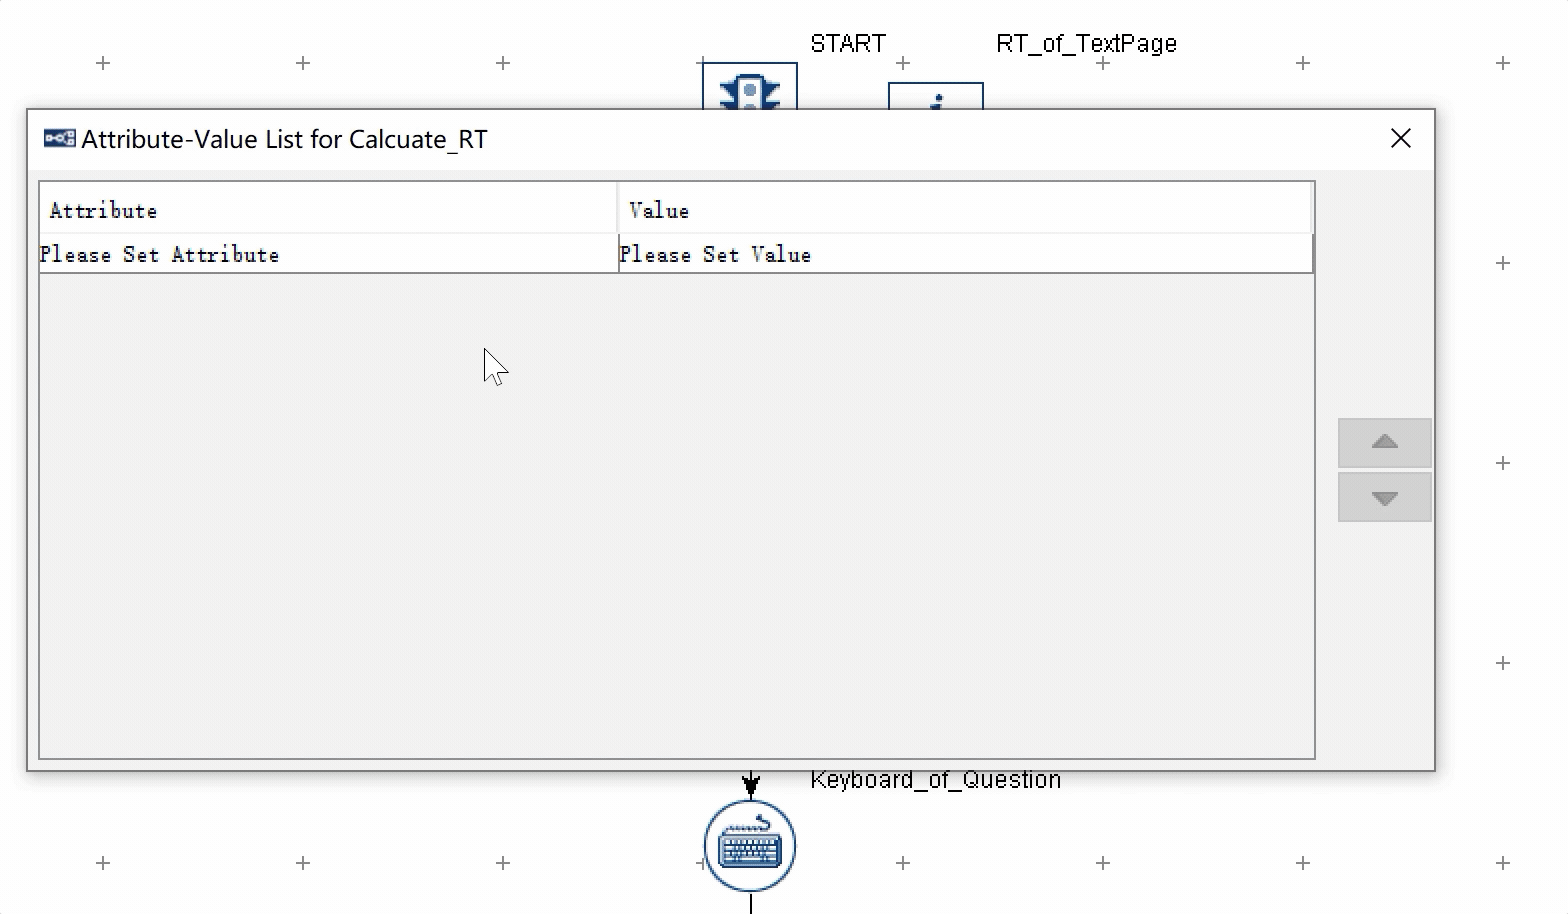 START
RT_of_TextPage
Attribute-Value List for Calcuate_RT
Attribute
Value
Please Set Attribute
Please Set Value
Keyboard_of_Question